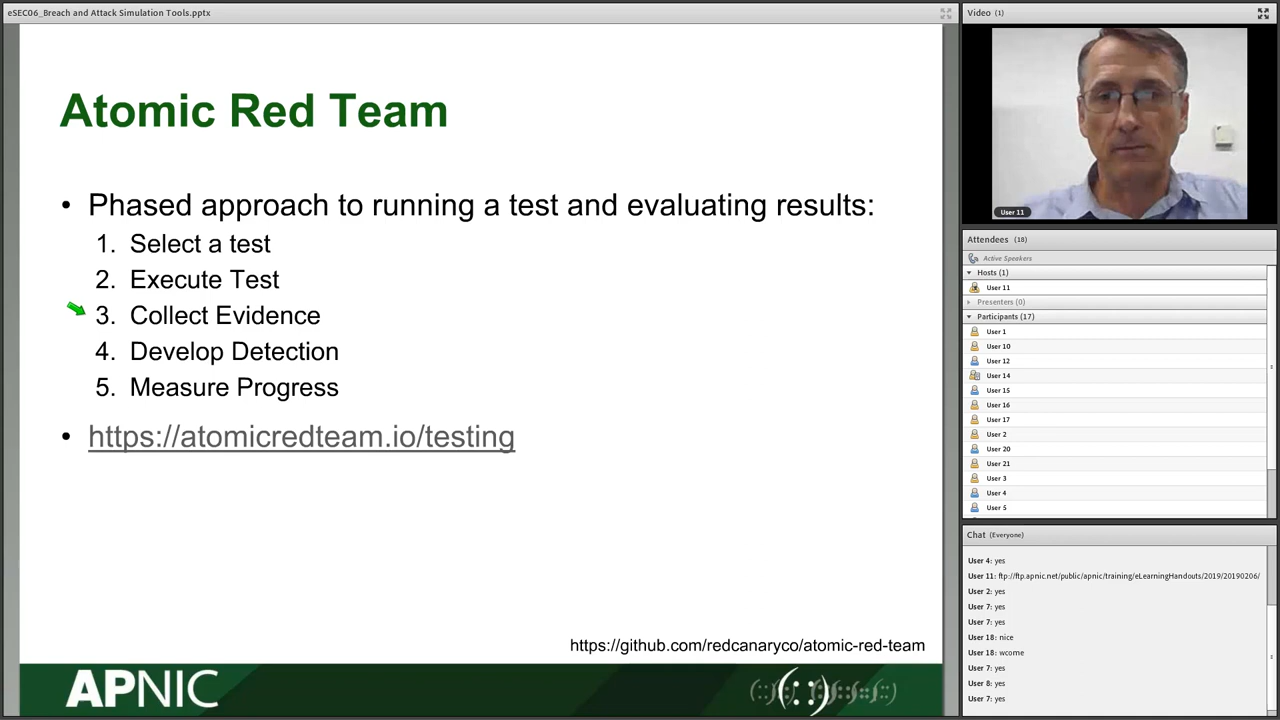 eSEC06_Breach and Attack Simulation Tools.pptx
Atomic Red Team
• Phased approach to running a test and evaluating results:
1. Select a test
2. Execute Test
3. Collect Evidence
4. Develop Detection
5. Measure Progress
• https://atomicredteam.io/testing
https://github.com/redcanaryco/atomic-red-team
APNIC
Video (1)
User 11
Attendees (18)
Active Speakers
Hosts (1)
User 11
Presenters (0)
Participants (17)
User 1
User 10
User 12
User 14
User 15
User 16
User 17
User 2
User 20
User 21
User 3
User 4
User 5
Chat (Everyone)
User 4: yes
User 11: ftp://ftp.apnic.net/public/apnic/training/eLearningHandouts/2019/20190206/
User 2: yes
User 7: yes
User 7: yes
User 18: nice
User 18: wcome
User 7: yes
User 8: yes
User 7: yes